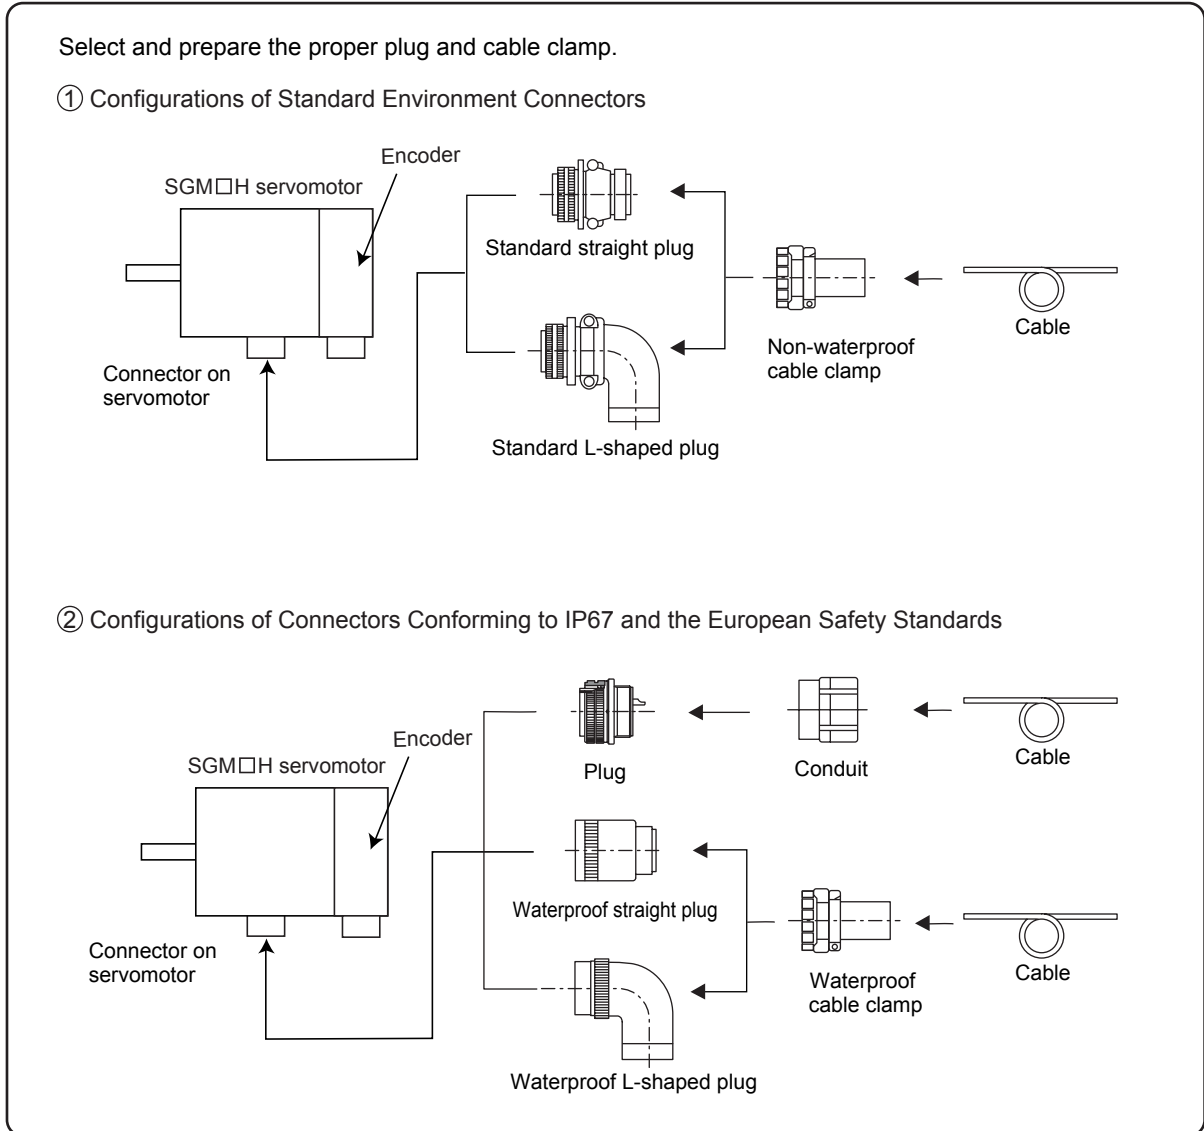 Select and prepare the proper plug and cable clamp.
① Configurations of Standard Environment Connectors
Encoder
SGM□H servomotor
Standard straight plug
Cable
Non-waterproof
cable clamp
Connector on
servomotor
Standard L-shaped plug
② Configurations of Connectors Conforming to IP67 and the European Safety Standards
Encoder
SGM□H servomotor
Plug
Conduit
Cable
Waterproof straight plug
Connector on
servomotor
Waterproof
cable clamp
Cable
Waterproof L-shaped plug